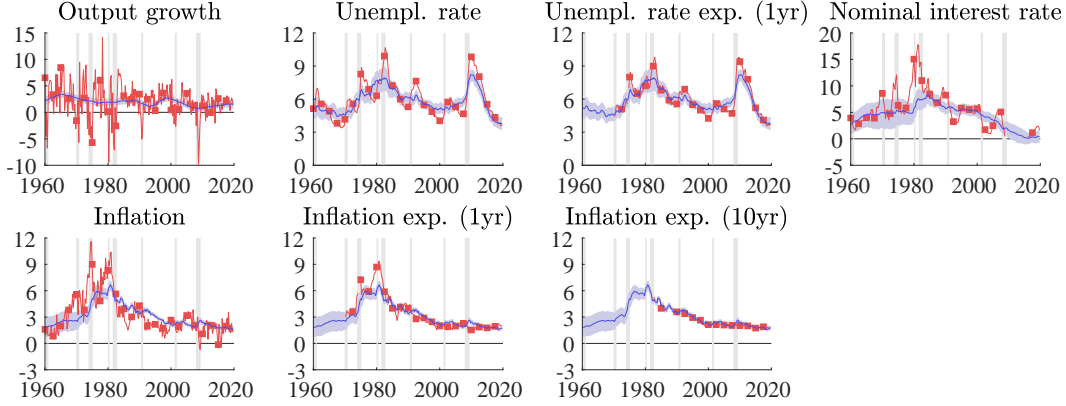 Output growth
Unempl. rate
Unempl. rate exp. (1yr)
Nominal interest rate
15
10
5
0
-5
-10
1960 1980 2000 2020
12
9
6
3
0
1960 1980 2000 2020
12
9
6
3
0
1960 1980 2000 2020
20
15
10
5
0
-5
1960 1980 2000 2020
Inflation
Inflation exp. (1yr)
Inflation exp. (10yr)
12
9
6
3
0
-3
1960 1980 2000 2020
12
9
6
3
0
-3
1960 1980 2000 2020
12
9
6
3
0
-3
1960 1980 2000 2020